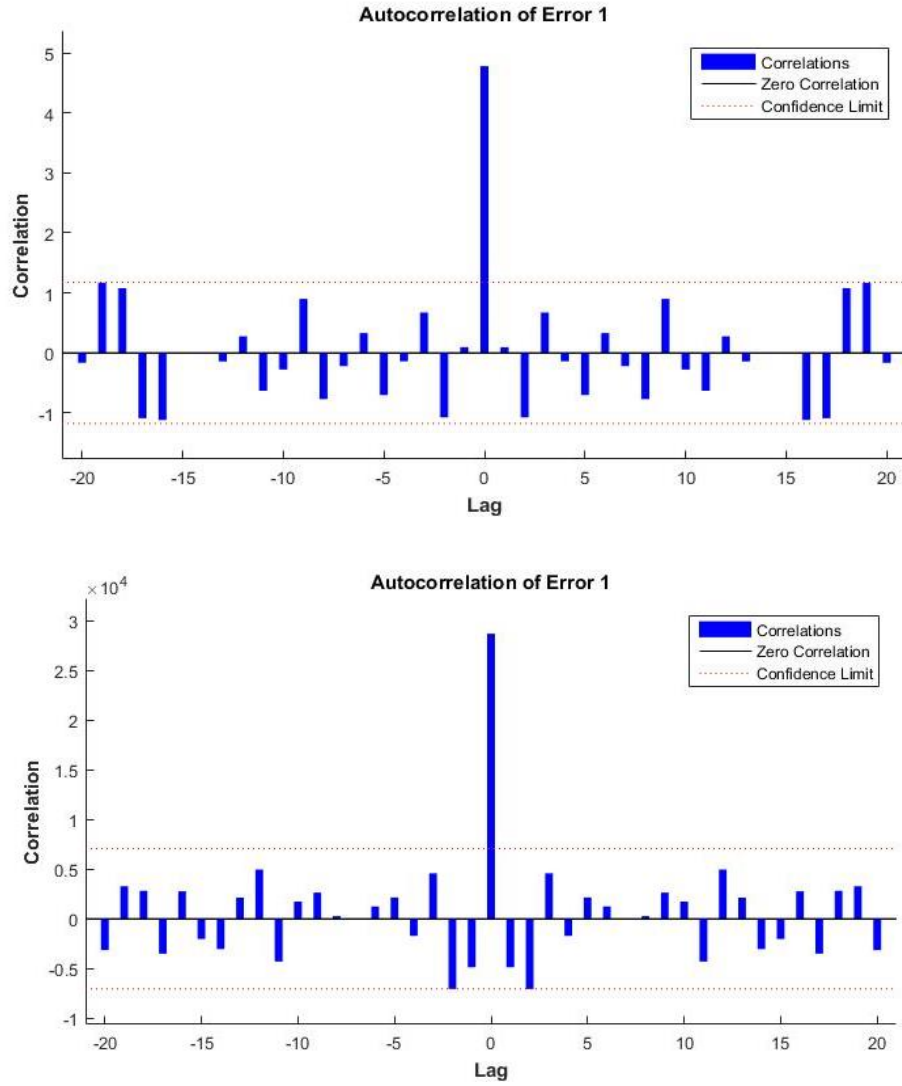 Autocorrelation of Error 1
5
4
3
2
1
0
-1
Correlation
Correlations
Zero Correlation
Confidence Limit
-20 -15 -10 -5 0 5 10 15 20
Lag
×10⁴
Autocorrelation of Error 1
3
2.5
2
1.5
1
0.5
0
-0.5
-1
Correlation
Correlations
Zero Correlation
Confidence Limit
-20 -15 -10 -5 0 5 10 15 20
Lag